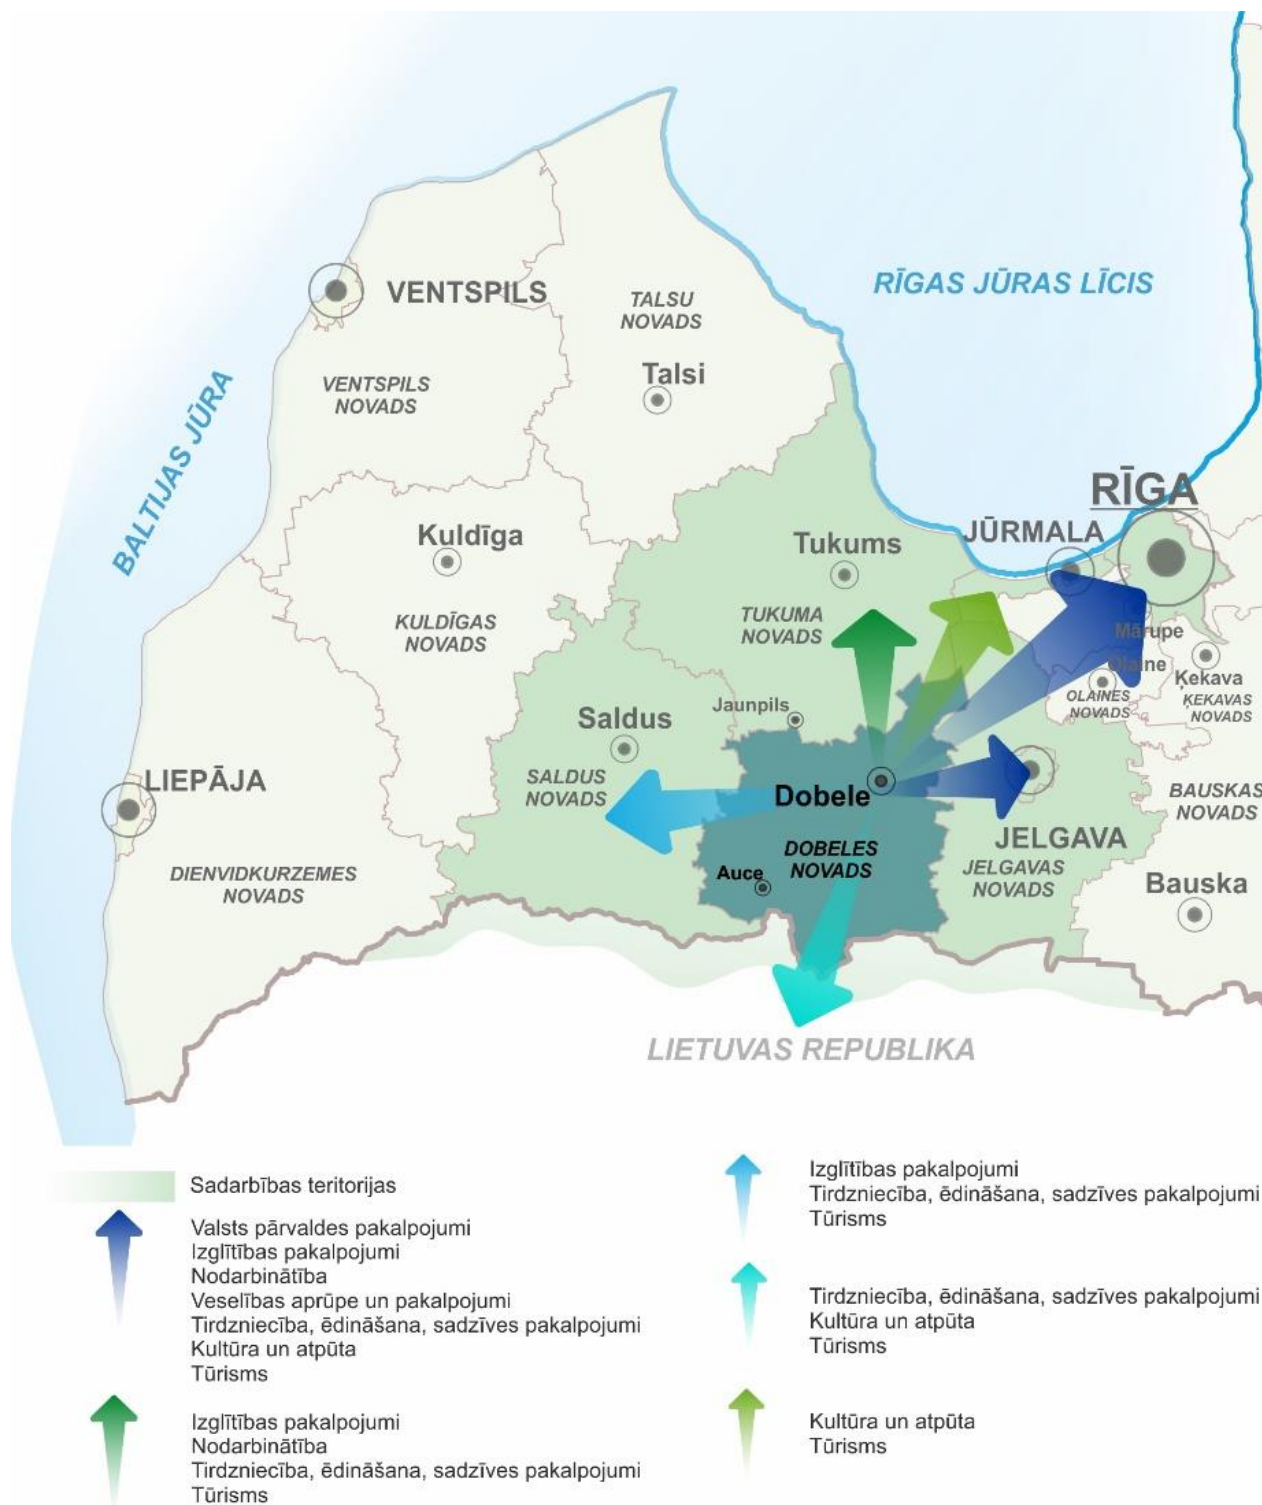 VENTSPILS
TALSU
NOVADS
RĪGAS JŪRAS LĪCIS
Talsi
VENTSPILS
NOVADS
BALTIJAS JŪRA
RĪGA
Kuldīga
Tukums
JŪRMALA
KULDĪGAS
NOVADS
TUKUMA
NOVADS
Mārupe
Olaine
Ķekava
OLAINES
NOVADS
ĶEKAVAS
NOVADS
Jaunpils
Saldus
LIEPĀJA
SALDUS
NOVADS
Dobele
BAUSKAS
NOVADS
JELGAVA
DOBELES
NOVADS
JELGAVAS
NOVADS
Auce
DIENVIDKURZEMES
NOVADS
Bauska
LIETUVAS REPUBLIKA
Sadarbības teritorijas
Valsts pārvaldes pakalpojumi
Izglītības pakalpojumi
Nodarbinātība
Veselības aprūpe un pakalpojumi
Tirdzniecība, ēdināšana, sadzīves pakalpojumi
Kultūra un atpūta
Tūrisms
Izglītības pakalpojumi
Nodarbinātība
Tirdzniecība, ēdināšana, sadzīves pakalpojumi
Tūrisms
Izglītības pakalpojumi
Tirdzniecība, ēdināšana, sadzīves pakalpojumi
Tūrisms
Tirdzniecība, ēdināšana, sadzīves pakalpojumi
Kultūra un atpūta
Tūrisms
Kultūra un atpūta
Tūrisms